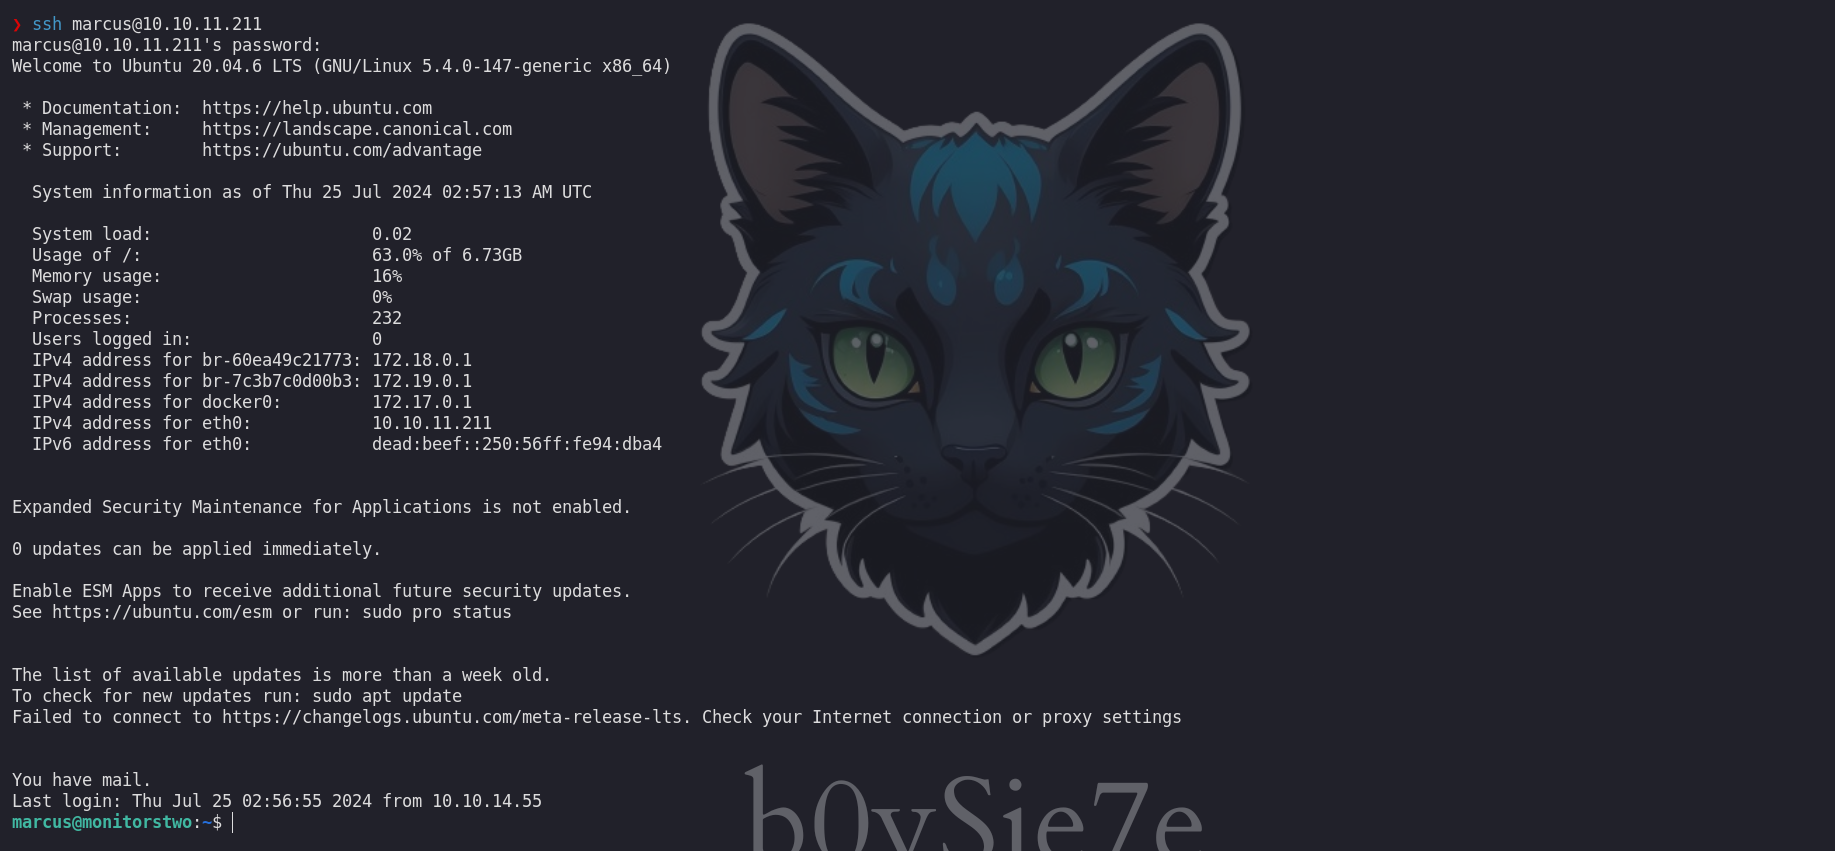 ❯ ssh marcus@10.10.11.211
marcus@10.10.11.211's password:
Welcome to Ubuntu 20.04.6 LTS (GNU/Linux 5.4.0-147-generic x86_64)
* Documentation:  https://help.ubuntu.com
* Management:     https://landscape.canonical.com
* Support:        https://ubuntu.com/advantage
System information as of Thu 25 Jul 2024 02:57:13 AM UTC
System load:                      0.02
Usage of /:                       63.0% of 6.73GB
Memory usage:                     16%
Swap usage:                       0%
Processes:                        232
Users logged in:                  0
IPv4 address for br-60ea49c21773: 172.18.0.1
IPv4 address for br-7c3b7c0d00b3: 172.19.0.1
IPv4 address for docker0:         172.17.0.1
IPv4 address for eth0:            10.10.11.211
IPv6 address for eth0:            dead:beef::250:56ff:fe94:dba4
Expanded Security Maintenance for Applications is not enabled.
0 updates can be applied immediately.
Enable ESM Apps to receive additional future security updates.
See https://ubuntu.com/esm or run: sudo pro status
The list of available updates is more than a week old.
To check for new updates run: sudo apt update
Failed to connect to https://changelogs.ubuntu.com/meta-release-lts. Check your Internet connection or proxy settings
You have mail.
Last login: Thu Jul 25 02:56:55 2024 from 10.10.14.55
marcus@monitorstwo:~$
b0ySie7e